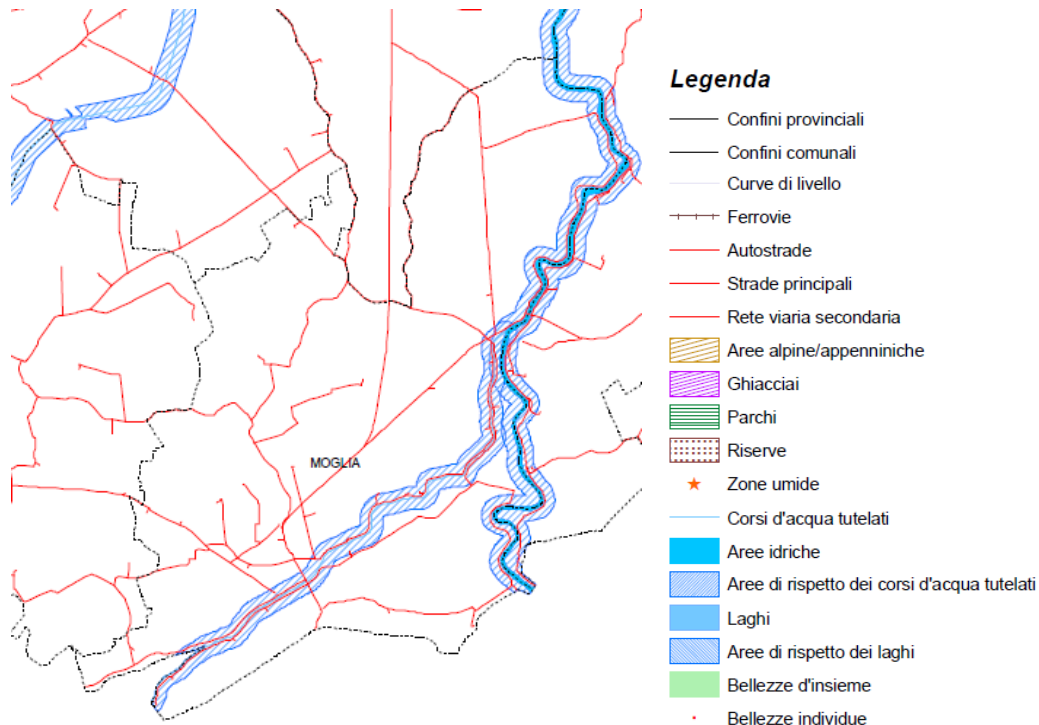 Legenda
Confini provinciali
Confini comunali
Curve di livello
Ferrovie
Autostrade
Strade principali
Rete viaria secondaria
Aree alpine/appenniniche
Ghiacciai
Parchi
Riserve
Zone umide
Corsi d'acqua tutelati
Aree idriche
Aree di rispetto dei corsi d'acqua tutelati
Laghi
Aree di rispetto dei laghi
Bellezze d'insieme
Bellezze individue
MOGLIA